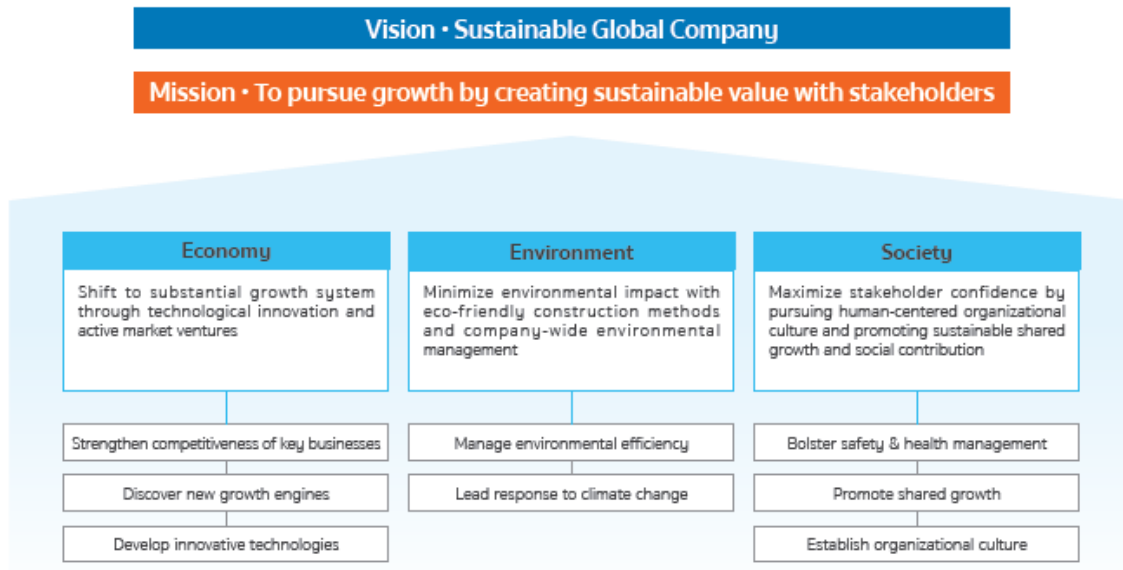 Vision • Sustainable Global Company
Mission • To pursue growth by creating sustainable value with stakeholders
Economy
Shift to substantial growth system
through technological innovation and
active market ventures
Strengthen competitiveness of key businesses
Discover new growth engines
Develop innovative technologies
Environment
Minimize environmental impact with
eco-friendly construction methods
and company-wide environmental
management
Manage environmental efficiency
Lead response to climate change
Society
Maximize stakeholder confidence by
pursuing human-centered organizational
culture and promoting sustainable shared
growth and social contribution
Bolster safety & health management
Promote shared growth
Establish organizational culture